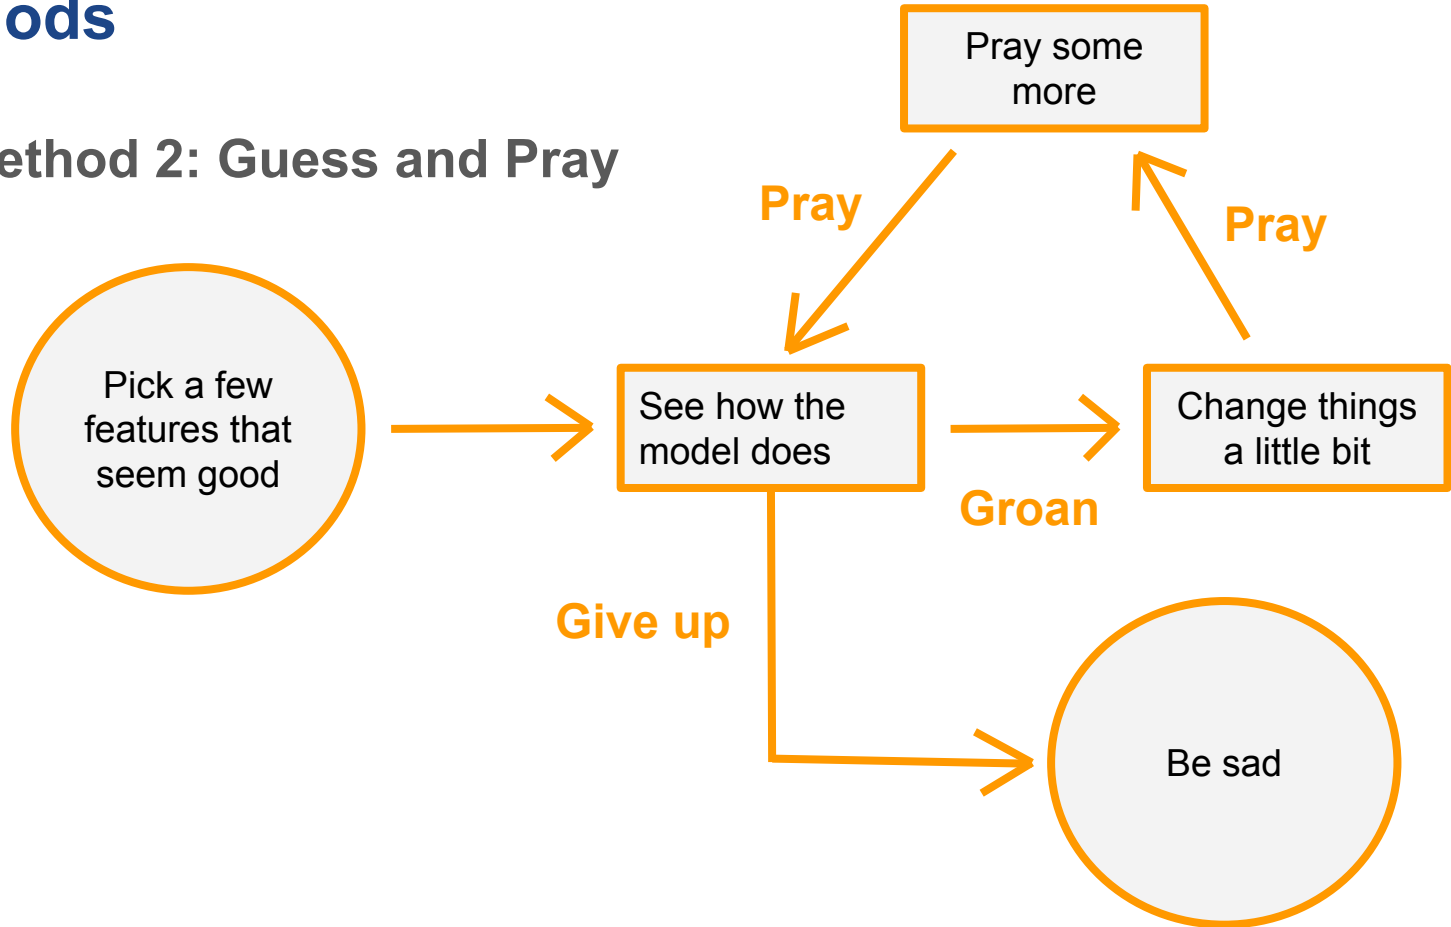 ods
ethod 2: Guess and Pray
Pray some
more
Pray
Pray
Pick a few
features that
seem good
See how the
model does
Change things
a little bit
Groan
Give up
Be sad